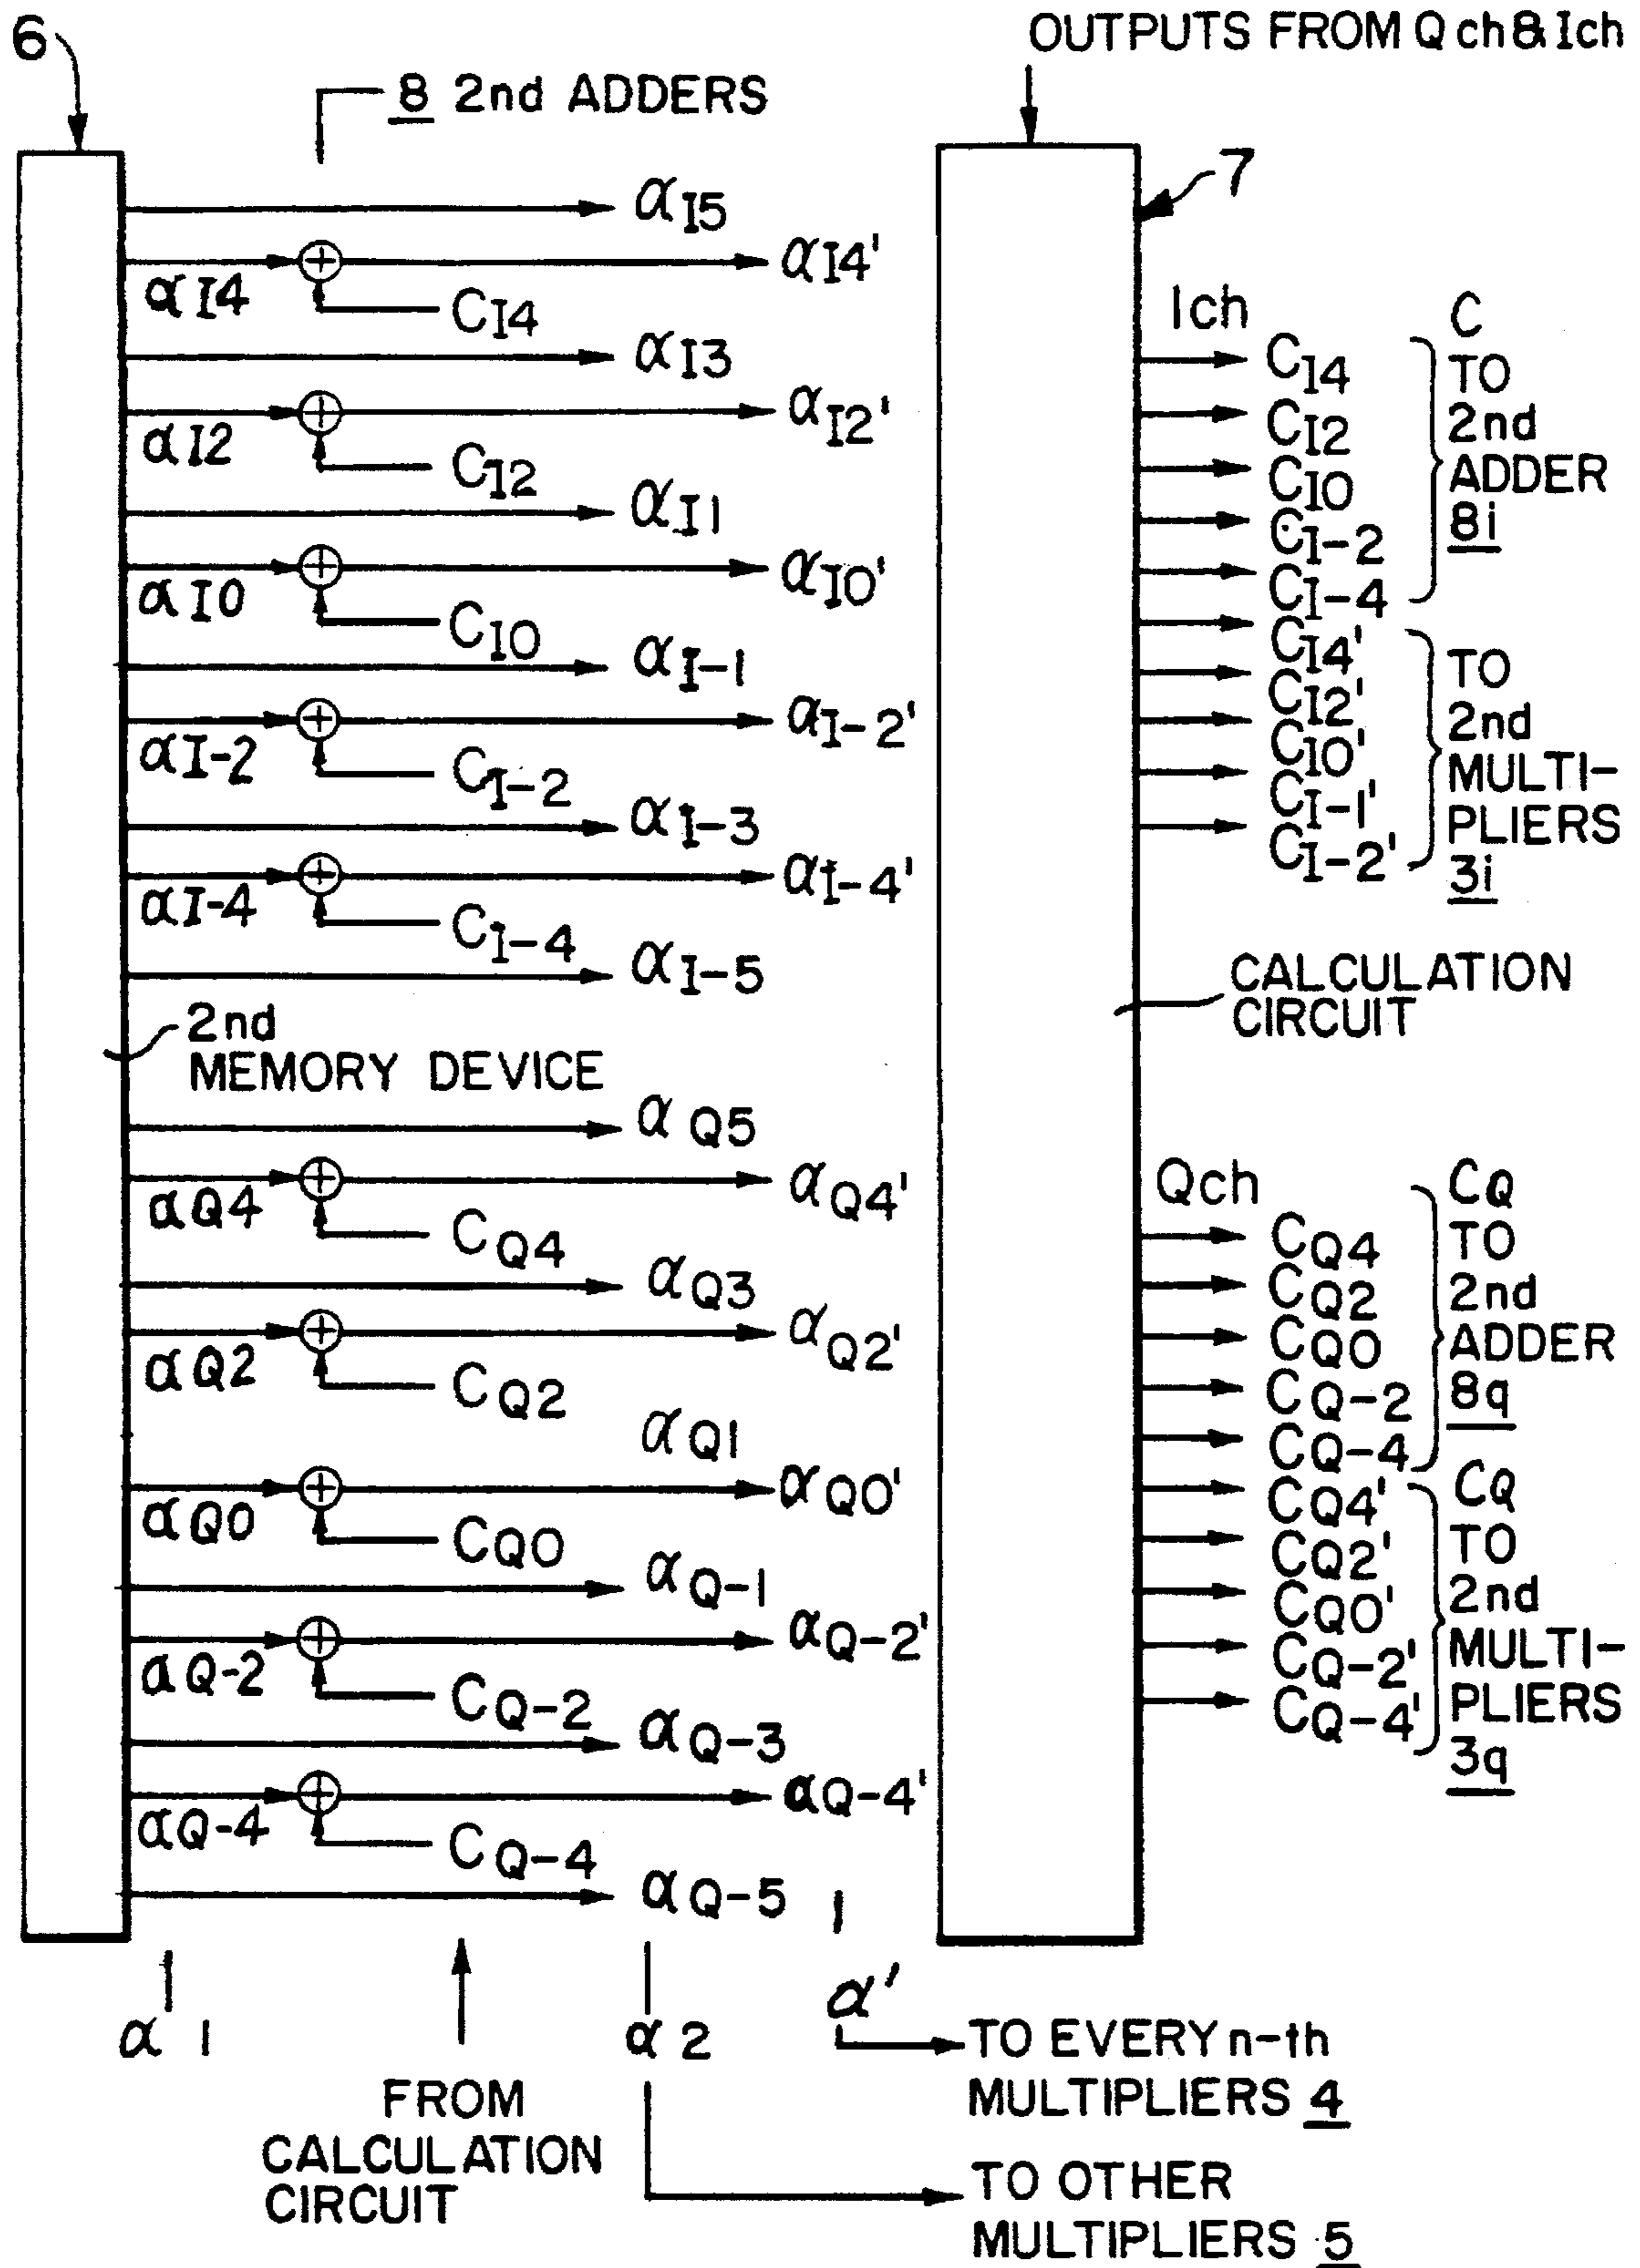 6
8 2nd ADDERS
αI5
αI4'
αI4
CI4
αI3
αI2'
αI2
CI2
αI1
αI0'
αI0
CI0
αI-1
αI-2'
αI-2
CI-2
αI-3
αI-4'
αI-4
CI-4
αI-5
2nd
MEMORY DEVICE
αQ5
αQ4'
αQ4
CQ4
αQ3
αQ2'
αQ2
CQ2
αQ1
αQ0'
αQ0
CQ0
αQ-1
αQ-2'
αQ-2
CQ-2
αQ-3
αQ-4'
αQ-4
CQ-4
αQ-5
α 1
FROM
CALCULATION
CIRCUIT
α 2
α'
TO EVERY n-th
MULTIPLIERS 4
TO OTHER
MULTIPLIERS 5
OUTPUTS FROM Qch & Ich
7
Ich
CI4
CI2
CI0
CI-2
CI-4
C
TO
2nd
ADDER
8i
CI4'
CI2'
CI0'
CI-1'
CI-2'
TO
2nd
MULTI-
PLIERS
3i
CALCULATION
CIRCUIT
Qch
CQ4
CQ2
CQ0
CQ-2
CQ-4
CQ
TO
2nd
ADDER
8q
CQ4'
CQ2'
CQ0'
CQ-2'
CQ-4'
CQ
TO
2nd
MULTI-
PLIERS
3q